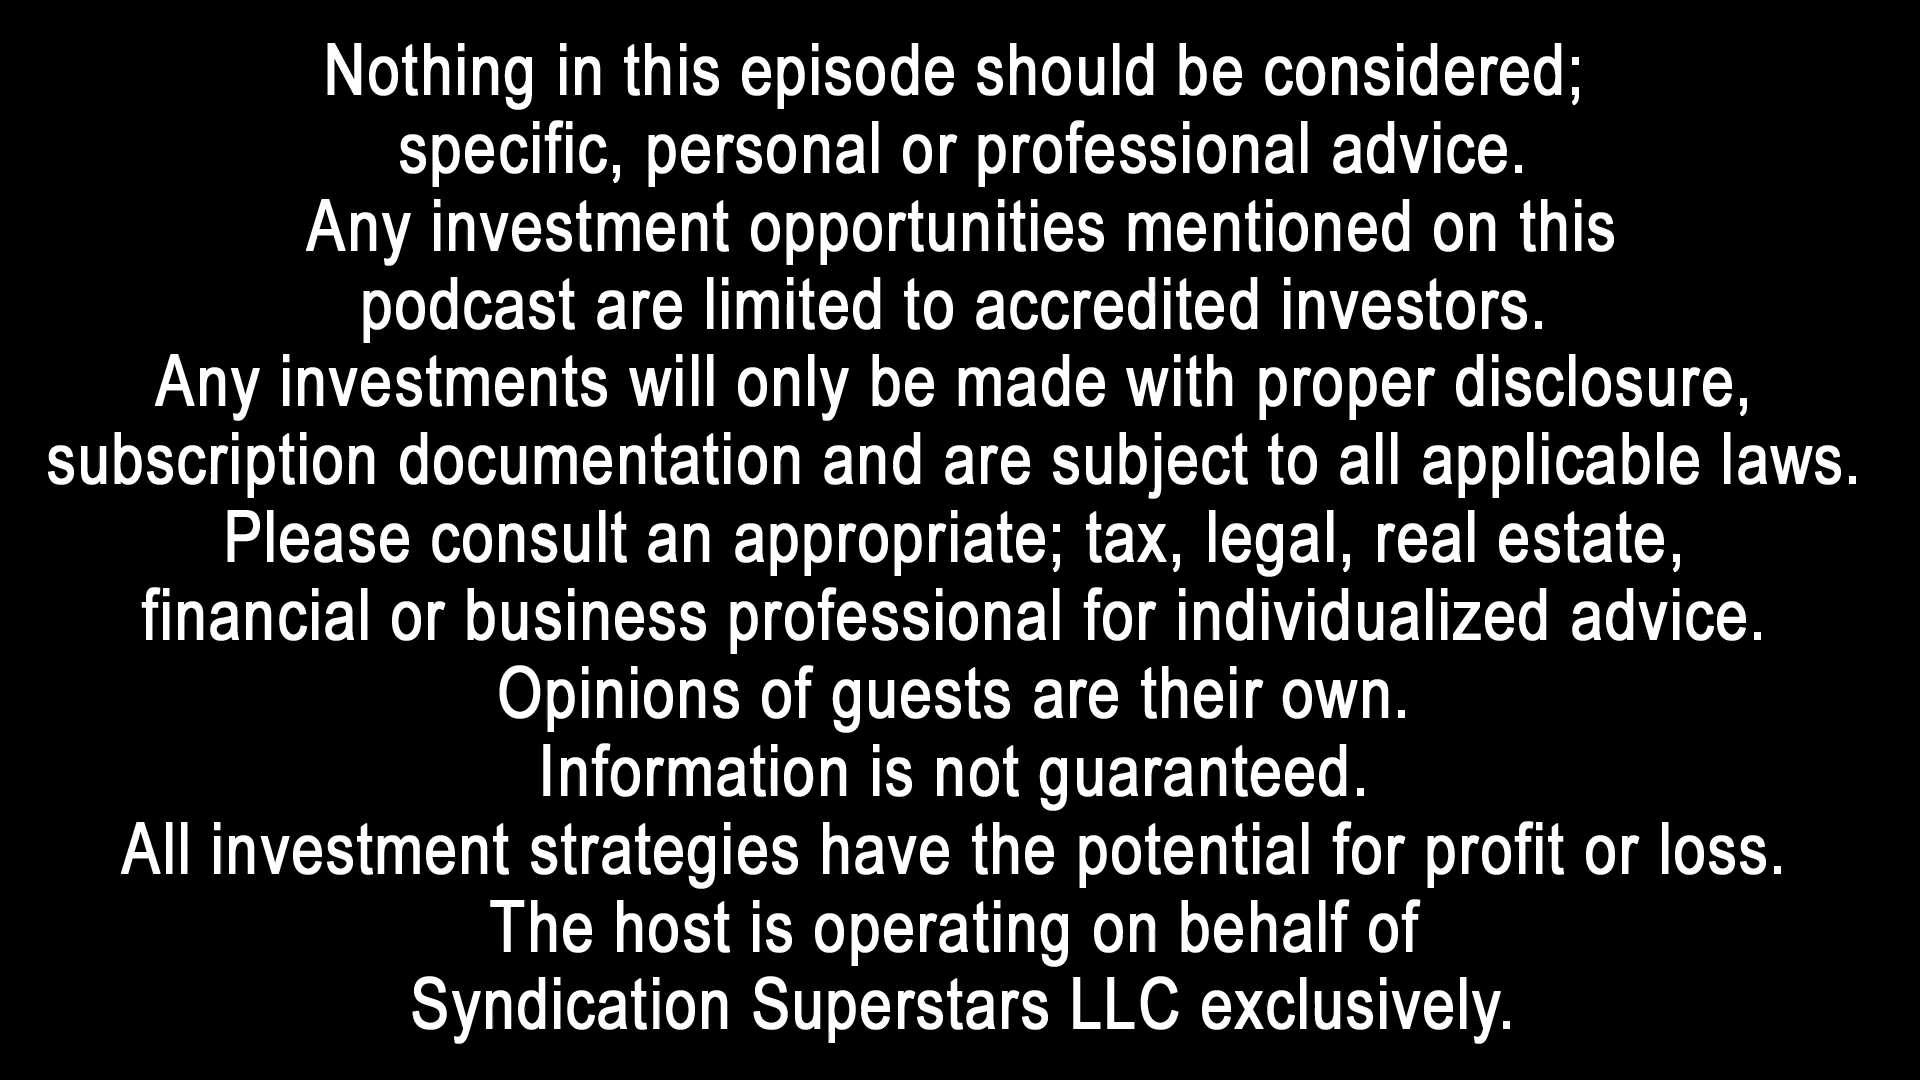 Nothing in this episode should be considered;
specific, personal or professional advice.
Any investment opportunities mentioned on this
podcast are limited to accredited investors.
Any investments will only be made with proper disclosure,
subscription documentation and are subject to all applicable laws.
Please consult an appropriate; tax, legal, real estate,
financial or business professional for individualized advice.
Opinions of guests are their own.
Information is not guaranteed.
All investment strategies have the potential for profit or loss.
The host is operating on behalf of
Syndication Superstars LLC exclusively.